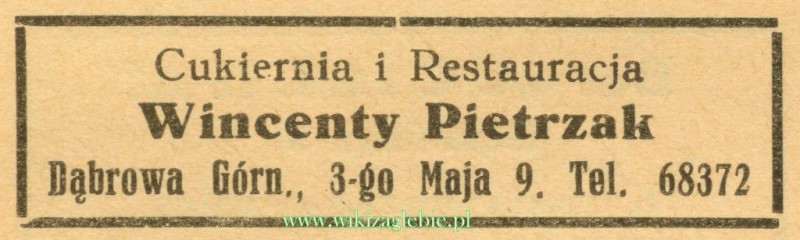 Cukiernia i Restauracja
Wincenty Pietrzak
Dąbrowa Górn., 3-go Maja 9. Tel. 68372
www.wikizaglebie.pl